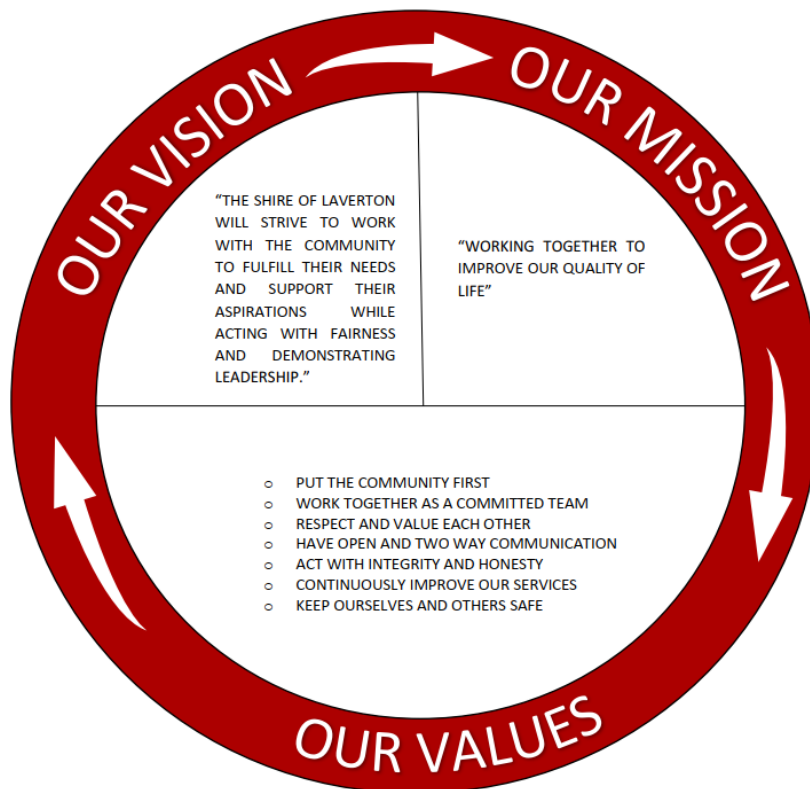 OUR VISION
"THE SHIRE OF LAVERTON
WILL STRIVE TO WORK
WITH THE COMMUNITY
TO FULFILL THEIR NEEDS
AND SUPPORT THEIR
ASPIRATIONS WHILE
ACTING WITH FAIRNESS
AND DEMONSTRATING
LEADERSHIP."
OUR MISSION
"WORKING TOGETHER TO
IMPROVE OUR QUALITY OF
LIFE"
o PUT THE COMMUNITY FIRST
o WORK TOGETHER AS A COMMITTED TEAM
o RESPECT AND VALUE EACH OTHER
o HAVE OPEN AND TWO WAY COMMUNICATION
o ACT WITH INTEGRITY AND HONESTY
o CONTINUOUSLY IMPROVE OUR SERVICES
o KEEP OURSELVES AND OTHERS SAFE
OUR VALUES